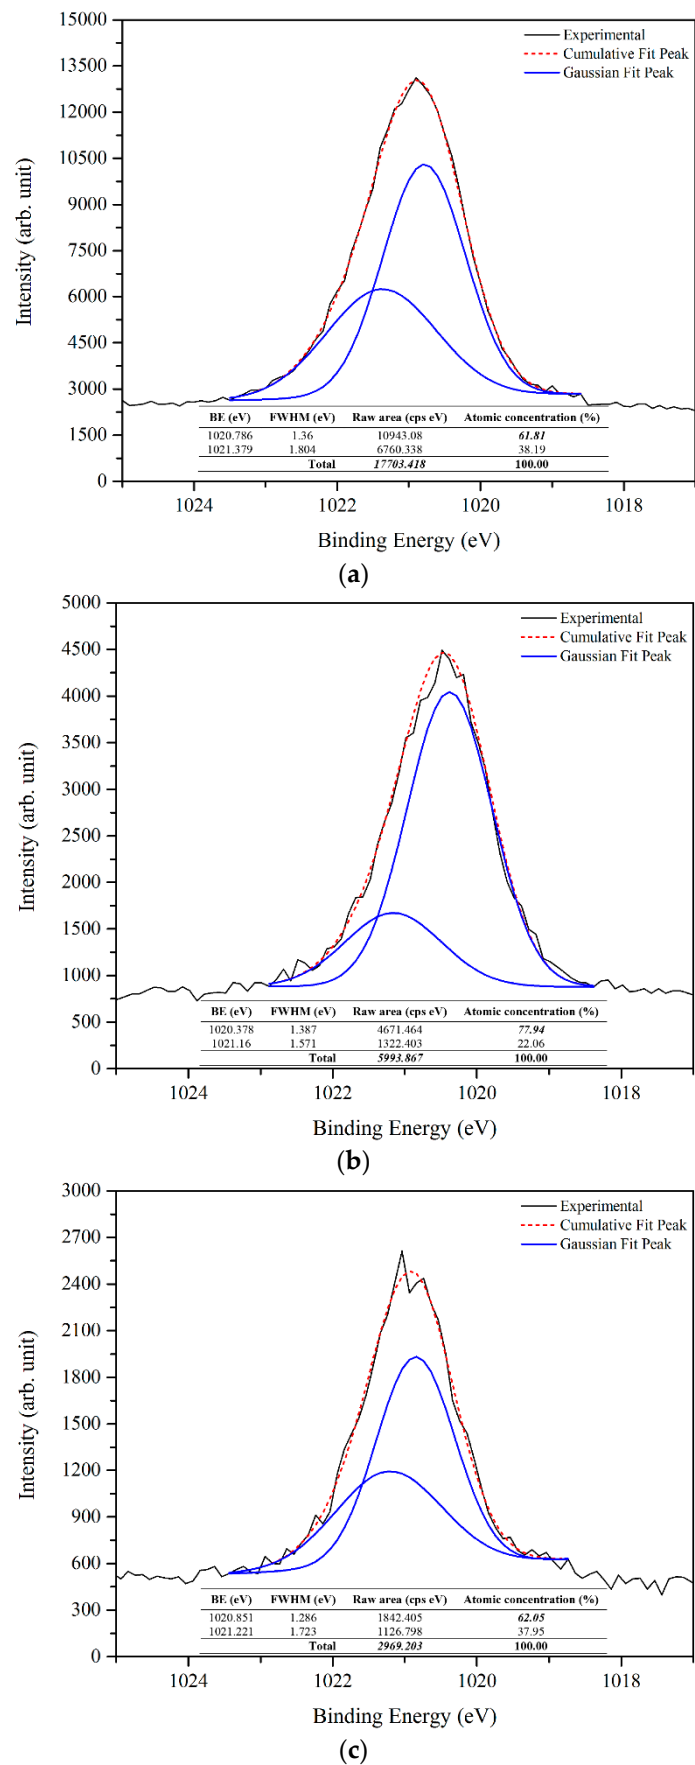 15000
13500
12000
10500
9000
7500
6000
4500
3000
1500
0
Intensity (arb. unit)
Experimental
Cumulative Fit Peak
Gaussian Fit Peak
BE (eV) FWHM (eV) Raw area (cps eV) Atomic concentration (%)
1020.786 1.36 10943.08 61.81
1021.379 1.804 6760.338 38.19
Total 17703.418 100.00
1024 1022 1020 1018
Binding Energy (eV)
(a)
5000
4500
4000
3500
3000
2500
2000
1500
1000
500
0
Intensity (arb. unit)
Experimental
Cumulative Fit Peak
Gaussian Fit Peak
BE (eV) FWHM (eV) Raw area (cps eV) Atomic concentration (%)
1020.378 1.387 4671.464 77.94
1021.16 1.571 1322.403 22.06
Total 5993.867 100.00
1024 1022 1020 1018
Binding Energy (eV)
(b)
3000
2700
2400
2100
1800
1500
1200
900
600
300
0
Intensity (arb. unit)
Experimental
Cumulative Fit Peak
Gaussian Fit Peak
BE (eV) FWHM (eV) Raw area (cps eV) Atomic concentration (%)
1020.851 1.286 1842.405 62.05
1021.221 1.723 1126.798 37.95
Total 2969.203 100.00
1024 1022 1020 1018
Binding Energy (eV)
(c)